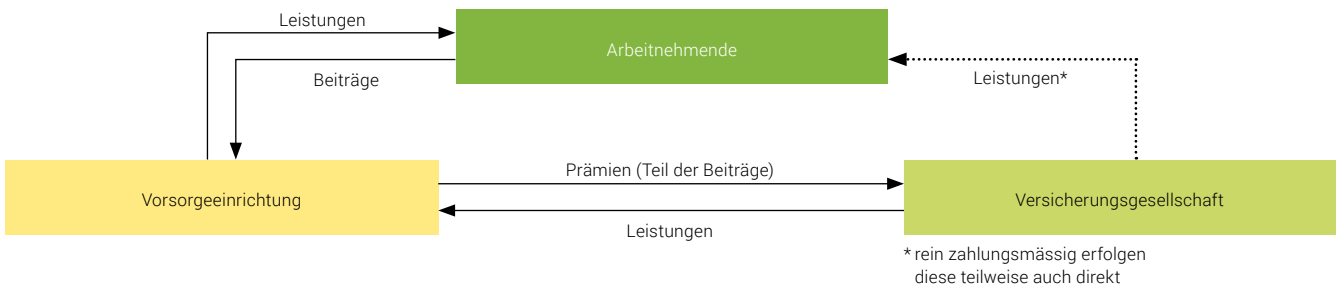 Leistungen
Arbeitnehmende
Beiträge
Leistungen*
Prämien (Teil der Beiträge)
Vorsorgeeinrichtung
Versicherungsgesellschaft
Leistungen
* rein zahlungsmässig erfolgen
diese teilweise auch direkt